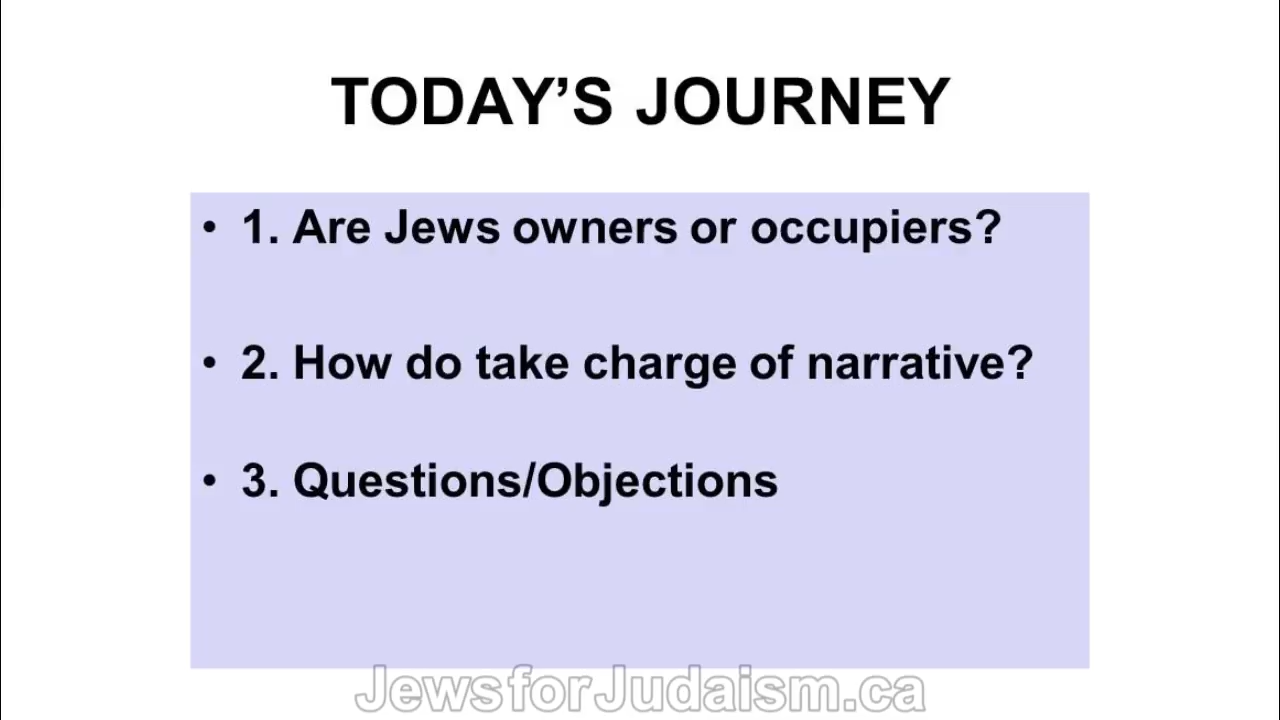 TODAY’S JOURNEY
• 1. Are Jews owners or occupiers?
• 2. How do take charge of narrative?
• 3. Questions/Objections
JewsforJudaism.ca